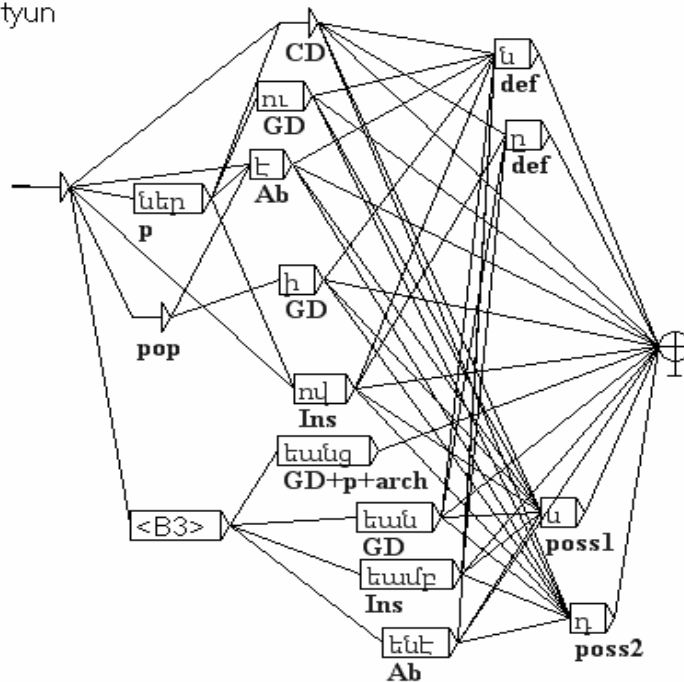 tyun
CD
ն
def
ու
GD
ը
def
է
Ab
ներ
p
ի
GD
pop
ով
Ins
եանց
GD+p+arch
<B3>
եան
GD
ս
poss1
եամբ
Ins
դ
poss2
ենէ
Ab